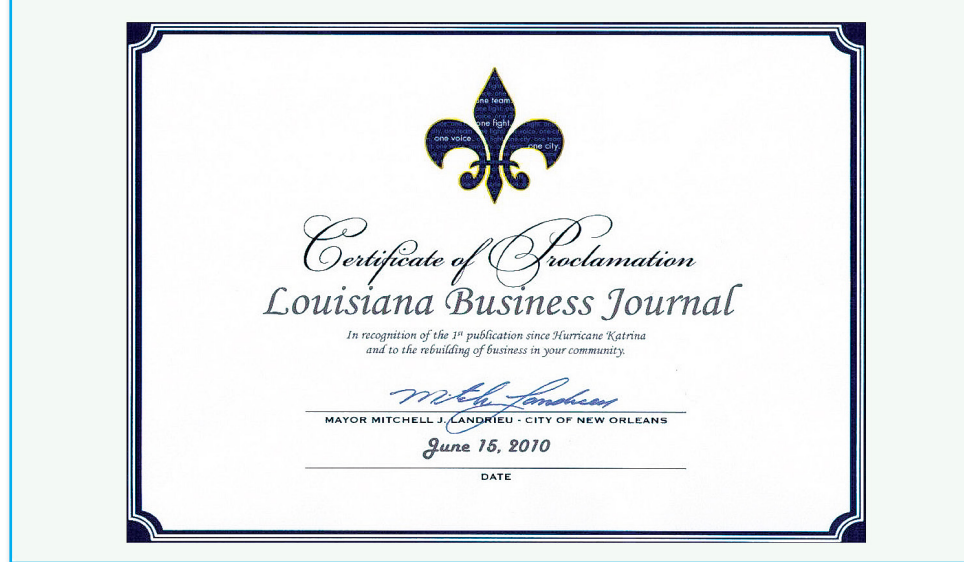 one team.
one fight.
one voice.
one city.
Certificate of Proclamation
Louisiana Business Journal
In recognition of the 1st publication since Hurricane Katrina
and to the rebuilding of business in your community.
Mitch Landrieu
MAYOR MITCHELL J. LANDRIEU - CITY OF NEW ORLEANS
June 15, 2010
DATE